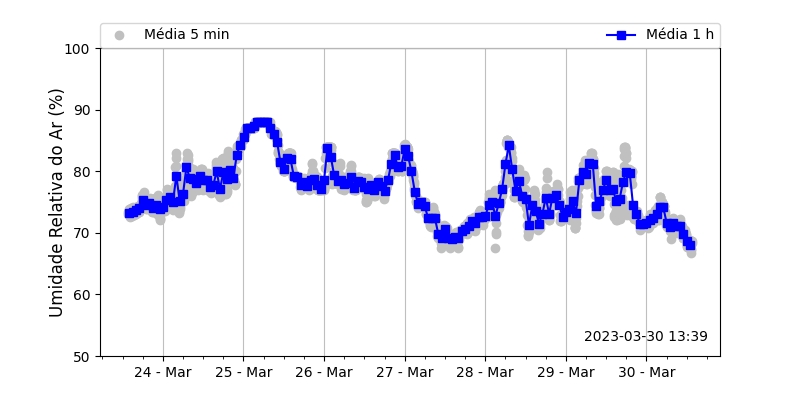 Média 5 min
Média 1 h
Umidade Relativa do Ar (%)
100
90
80
70
60
50
2023-03-30 13:39
24 - Mar
25 - Mar
26 - Mar
27 - Mar
28 - Mar
29 - Mar
30 - Mar